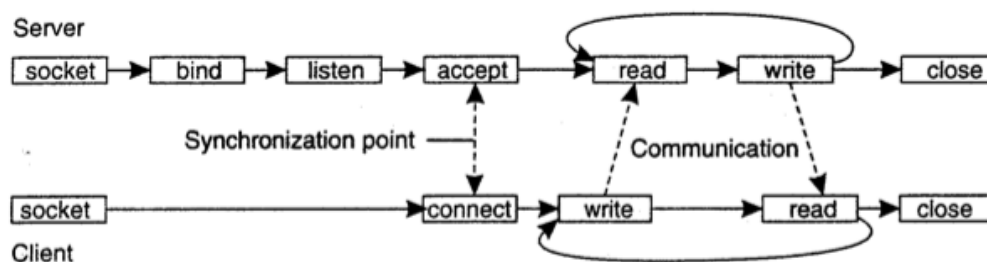 Server
socket bind listen accept read write close
Synchronization point Communication
socket connect write read close
Client